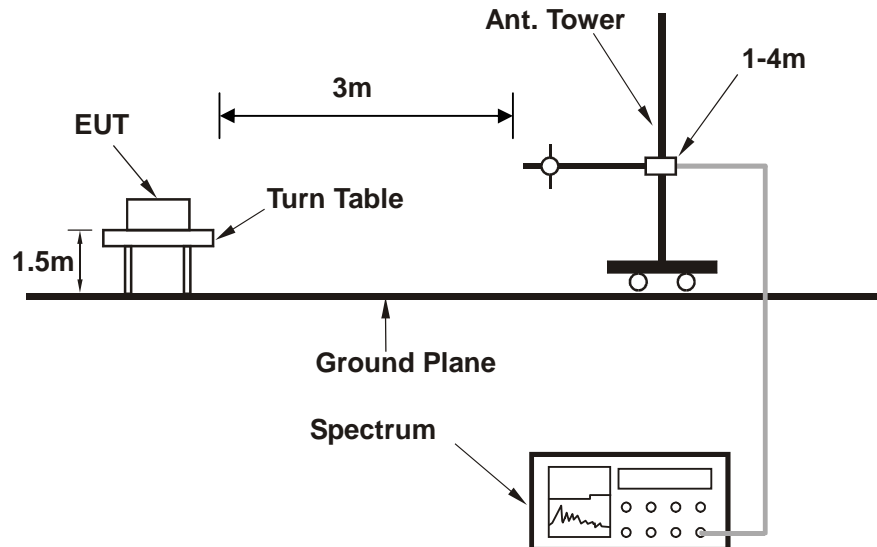 Ant. Tower
1-4m
3m
EUT
Turn Table
1.5m
Ground Plane
Spectrum